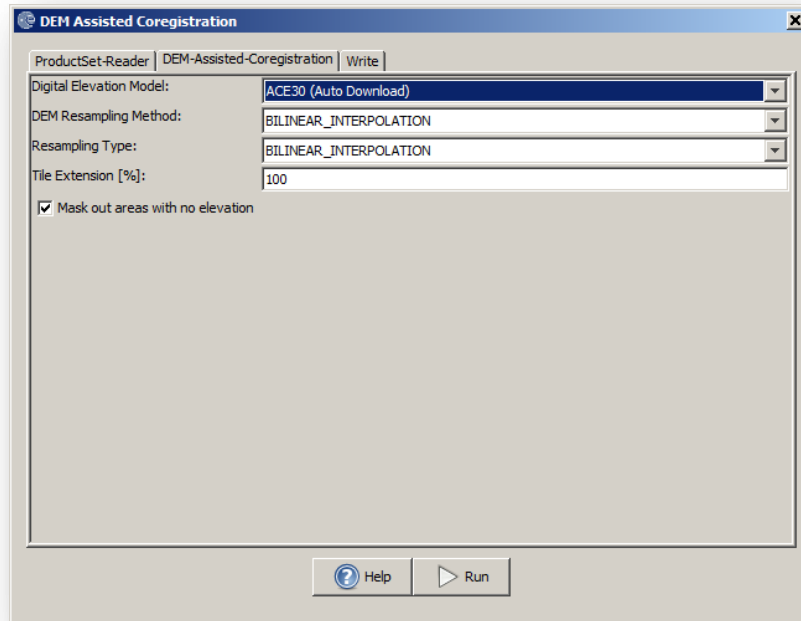 DEM Assisted Coregistration
ProductSet-Reader DEM-Assisted-Coregistration Write
Digital Elevation Model: ACE30 (Auto Download)
DEM Resampling Method: BILINEAR_INTERPOLATION
Resampling Type: BILINEAR_INTERPOLATION
Tile Extension [%]: 100
Mask out areas with no elevation
Help Run